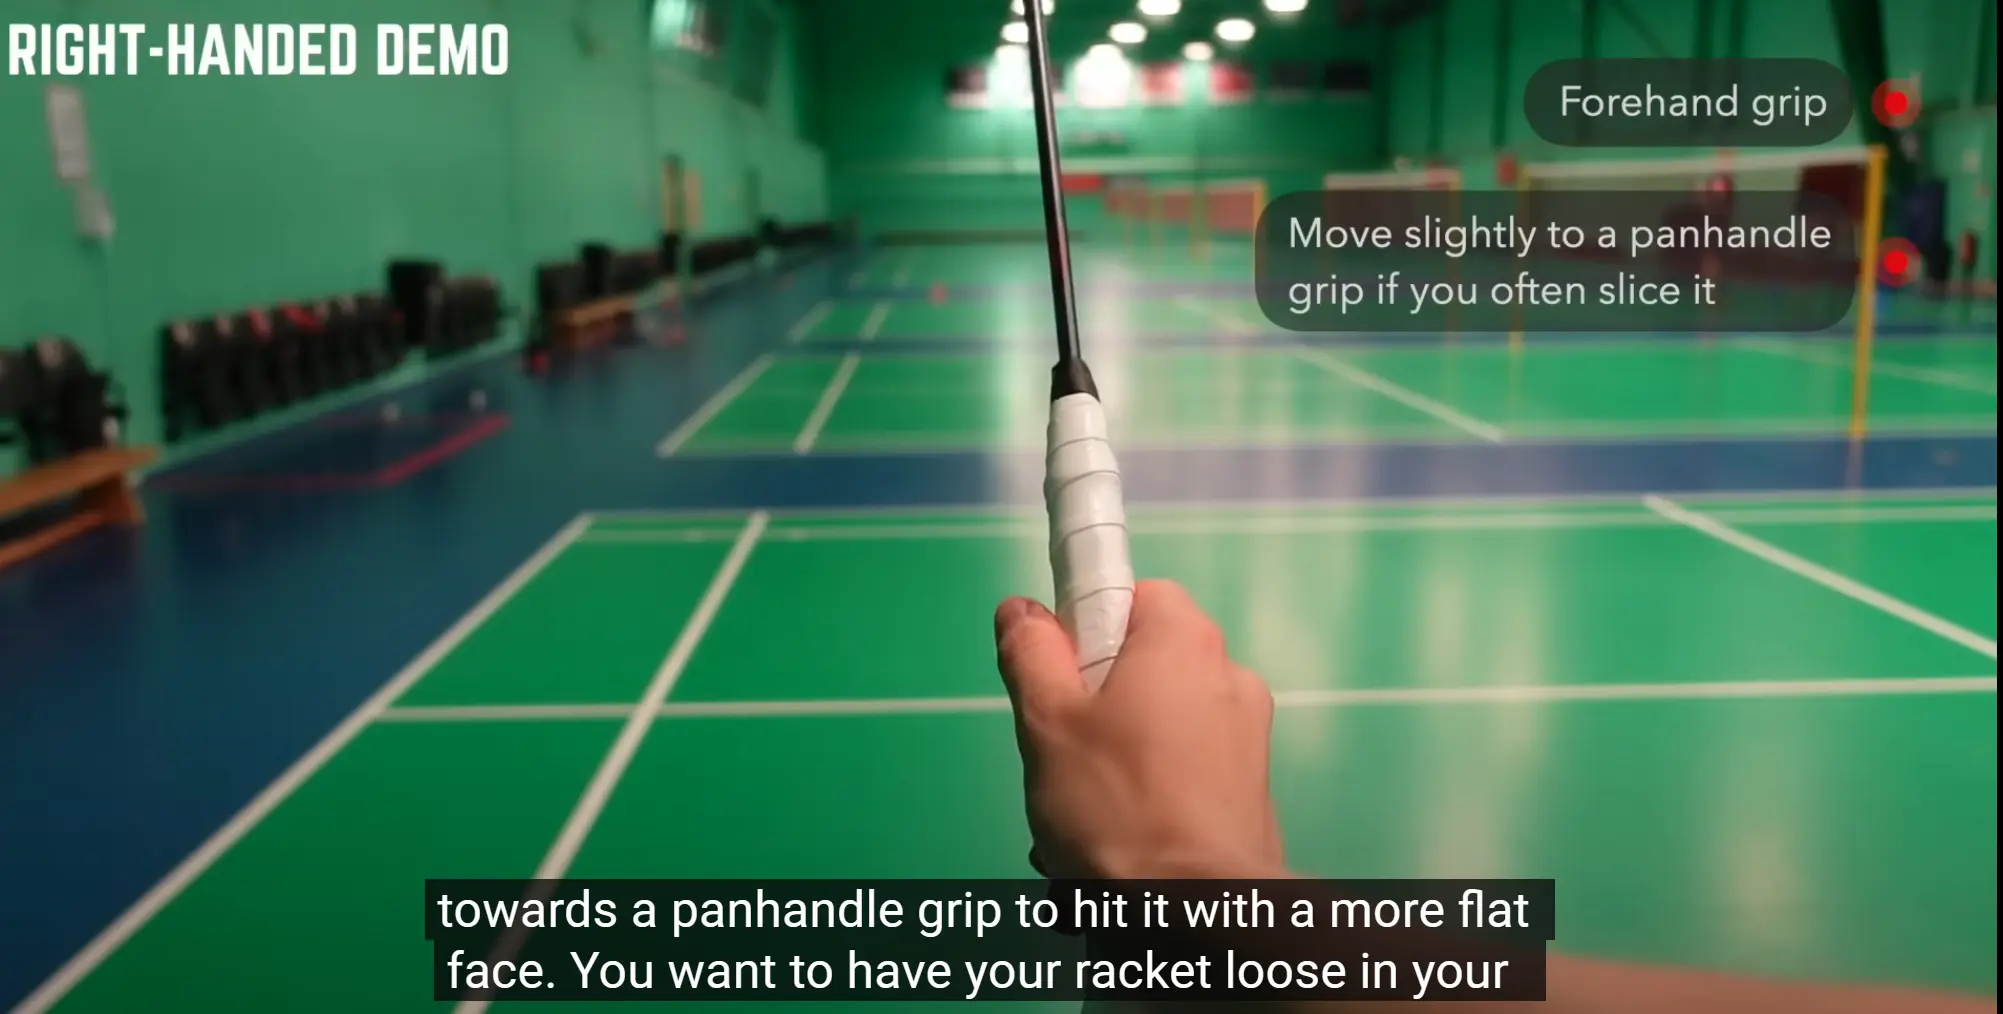 RIGHT-HANDED DEMO
Forehand grip
Move slightly to a panhandle
grip if you often slice it
towards a panhandle grip to hit it with a more flat
face. You want to have your racket loose in your